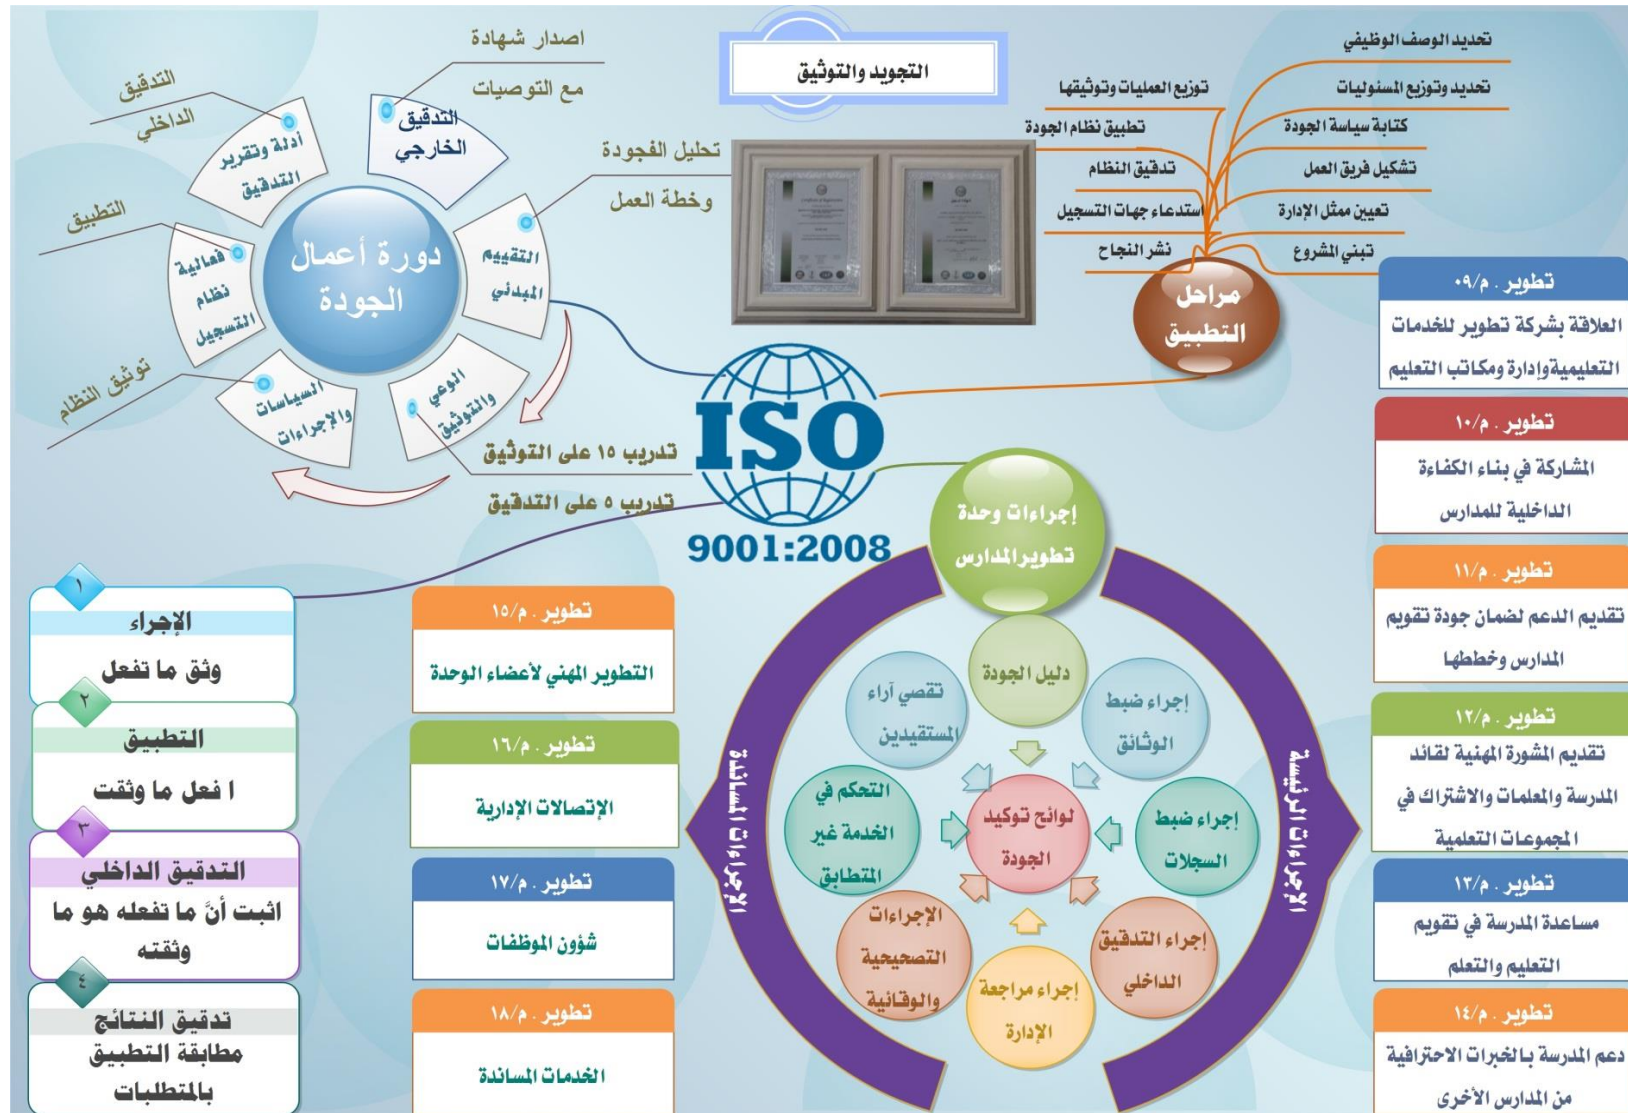 التجويد والتوثيق
مراحل
التطبيق
تحديد الوصف الوظيفي
تحديد وتوزيع المسئوليات
كتابة سياسة الجودة
تشكيل فريق العمل
تعيين ممثل الإدارة
تبني المشروع
توزيع العمليات وتوثيقها
تطبيق نظام الجودة
تدقيق النظام
استدعاء جهات التسجيل
نشر النجاح
دورة أعمال
الجودة
اصدار شهادة
مع التوصيات
التدقيق
الخارجي
تحليل الفجودة
وخطة العمل
التقييم
المبدئي
الوعي
والتوثيق
تدريب ١٥ على التوثيق
تدريب ٥ على التدقيق
السياسات
والإجراءات
توثيق النظام
فعالية
نظام
التسجيل
التطبيق
أدلة وتقرير
التدقيق
التدقيق
الداخلي
ISO
9001:2008
تطوير . م/٠٩
العلاقة بشركة تطوير للخدمات
التعليميةوإدارة ومكاتب التعليم
تطوير . م/١٠
المشاركة في بناء الكفاءة
الداخلية للمدارس
تطوير . م/١١
تقديم الدعم لضمان جودة تقويم
المدارس وخططها
تطوير . م/١٢
تقديم المشورة المهنية لقائد
المدرسة والمعلمات والاشتراك في
المجموعات التعلمية
تطوير . م/١٣
مساعدة المدرسة في تقويم
التعليم والتعلم
تطوير . م/١٤
دعم المدرسة بالخبرات الاحترافية
من المدارس الأخرى
إجراءات وحدة
تطويرالمدارس
الإجراءات الرئيسة
الإجراءات المساندة
دليل الجودة
إجراء ضبط
الوثائق
إجراء ضبط
السجلات
إجراء التدقيق
الداخلي
إجراء مراجعة
الإدارة
الإجراءات
التصحيحية
والوقائية
التحكم في
الخدمة غير
المتطابق
تقصي آراء
المستقيدين
لوائح توكيد
الجودة
تطوير . م/١٥
التطوير المهني لأعضاء الوحدة
تطوير . م/١٦
الإتصالات الإدارية
تطوير . م/١٧
شؤون الموظفات
تطوير . م/١٨
الخدمات المساندة
١
الإجراء
وثق ما تفعل
٢
التطبيق
ا فعل ما وثقت
٣
التدقيق الداخلي
اثبت أنَّ ما تفعله هو ما
وثقته
٤
تدقيق النتائج
مطابقة التطبيق
بالمتطلبات